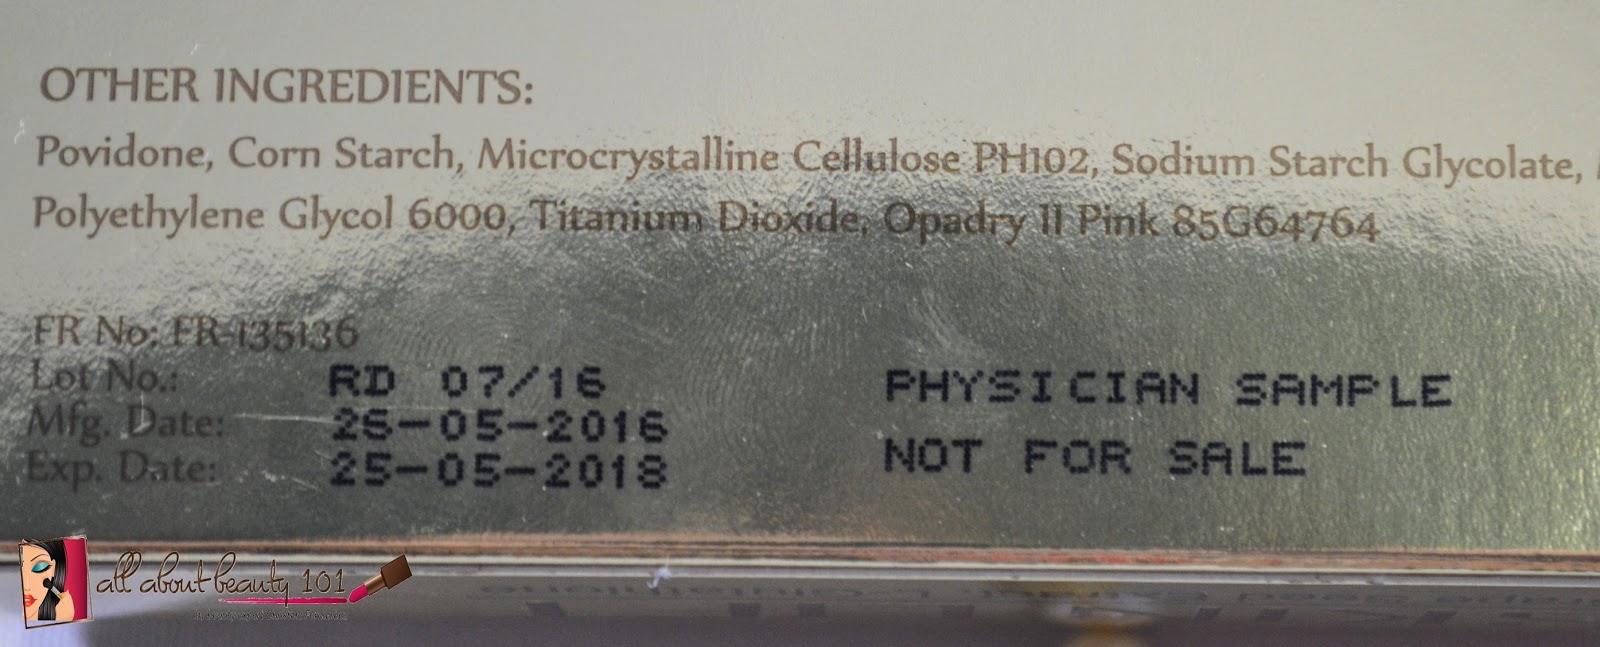 OTHER INGREDIENTS:
Povidone, Corn Starch, Microcrystalline Cellulose PH102, Sodium Starch Glycolate,
Polyethylene Glycol 6000, Titanium Dioxide, Opadry II Pink 85G64764
FR No: FR-135136
Lot No.: RD 07/16
Mfg. Date: 26-05-2016
Exp. Date: 25-05-2018
PHYSICIAN SAMPLE
NOT FOR SALE
all about beauty 101